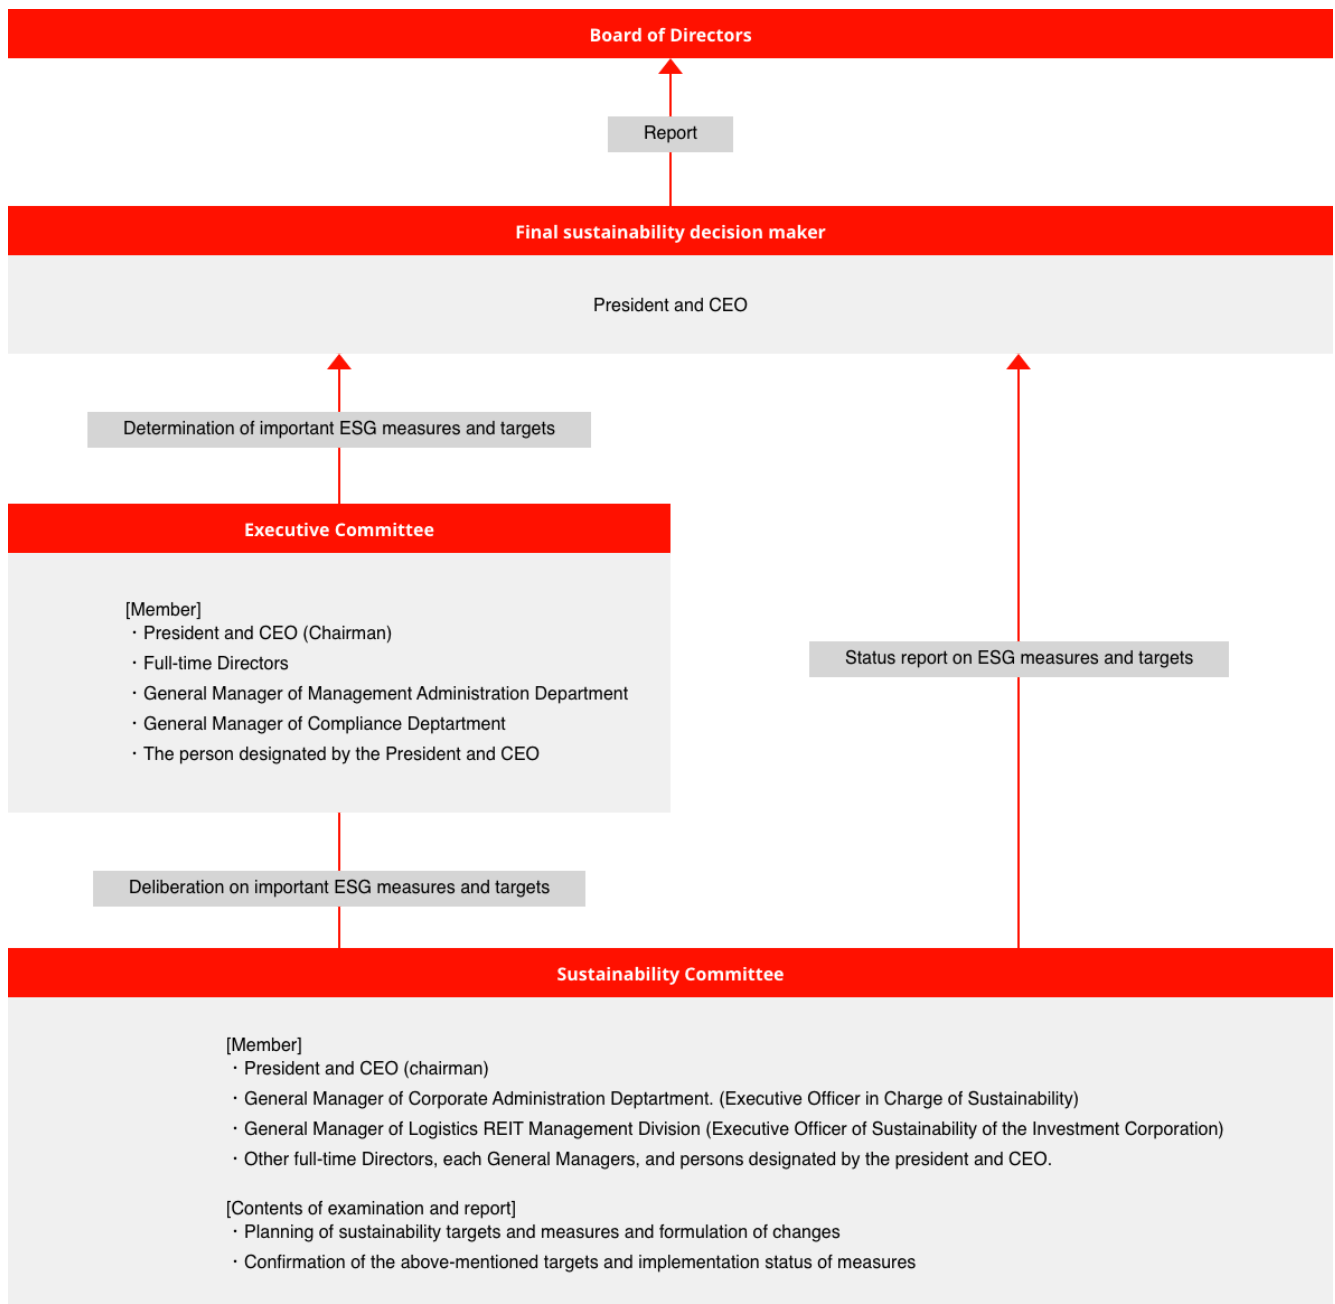 Board of Directors
Report
Final sustainability decision maker
President and CEO
Determination of important ESG measures and targets
Executive Committee
[Member]
・President and CEO (Chairman)
・Full-time Directors
・General Manager of Management Administration Department
・General Manager of Compliance Deptartment
・The person designated by the President and CEO
Status report on ESG measures and targets
Deliberation on important ESG measures and targets
Sustainability Committee
[Member]
・President and CEO (chairman)
・General Manager of Corporate Administration Deptartment. (Executive Officer in Charge of Sustainability)
・General Manager of Logistics REIT Management Division (Executive Officer of Sustainability of the Investment Corporation)
・Other full-time Directors, each General Managers, and persons designated by the president and CEO.
[Contents of examination and report]
・Planning of sustainability targets and measures and formulation of changes
・Confirmation of the above-mentioned targets and implementation status of measures